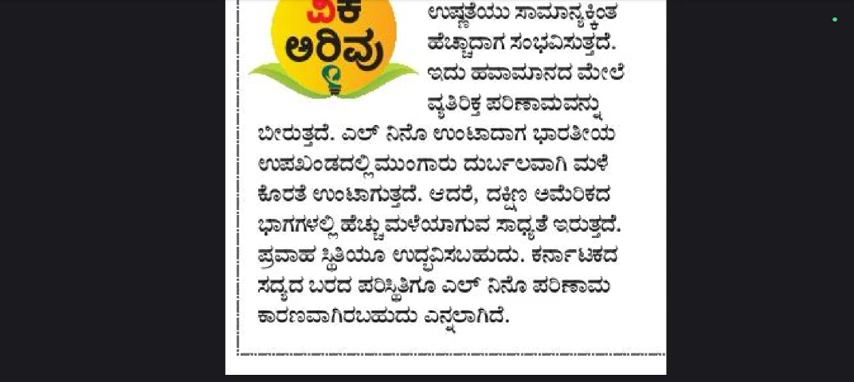 ವಿಕ
ಅರಿವು
ಉಷ್ಣತೆಯು ಸಾಮಾನ್ಯಕ್ಕಿಂತ
ಹೆಚ್ಚಾದಾಗ ಸಂಭವಿಸುತ್ತದೆ.
ಇದು ಹವಾಮಾನದ ಮೇಲೆ
ವ್ಯತಿರಿಕ್ತ ಪರಿಣಾಮವನ್ನು
ಬೀರುತ್ತದೆ. ಎಲ್ ನಿನೊ ಉಂಟಾದಾಗ ಭಾರತೀಯ
ಉಪಖಂಡದಲ್ಲಿ ಮುಂಗಾರು ದುರ್ಬಲವಾಗಿ ಮಳೆ
ಕೊರತೆ ಉಂಟಾಗುತ್ತದೆ. ಆದರೆ, ದಕ್ಷಿಣ ಅಮೆರಿಕದ
ಭಾಗಗಳಲ್ಲಿ ಹೆಚ್ಚು ಮಳೆಯಾಗುವ ಸಾಧ್ಯತೆ ಇರುತ್ತದೆ.
ಪ್ರವಾಹ ಸ್ಥಿತಿಯೂ ಉದ್ಭವಿಸಬಹುದು. ಕರ್ನಾಟಕದ
ಸದ್ಯದ ಬರದ ಪರಿಸ್ಥಿತಿಗೂ ಎಲ್ ನಿನೊ ಪರಿಣಾಮ
ಕಾರಣವಾಗಿರಬಹುದು ಎನ್ನಲಾಗಿದೆ.